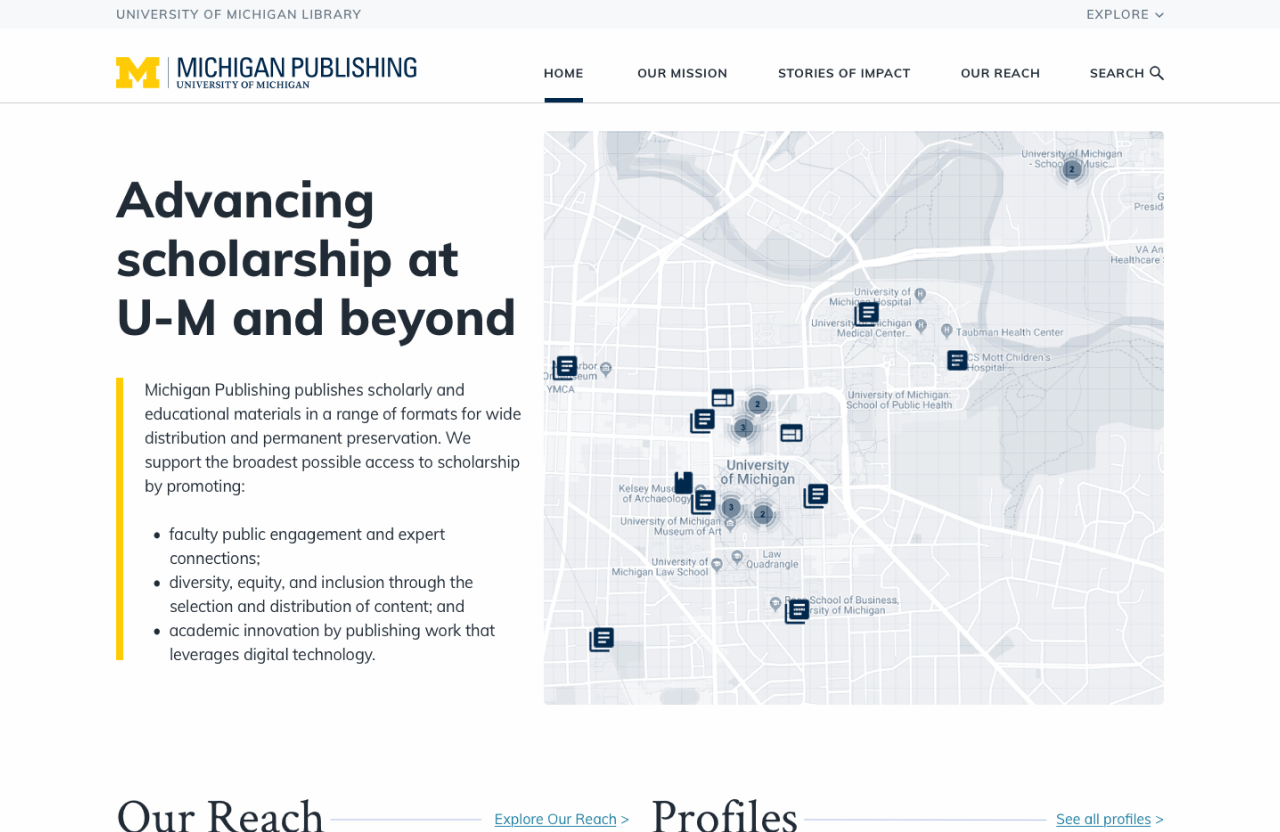 UNIVERSITY OF MICHIGAN LIBRARY
EXPLORE
MICHIGAN PUBLISHING
UNIVERSITY OF MICHIGAN
HOME
OUR MISSION
STORIES OF IMPACT
OUR REACH
SEARCH
Advancing
scholarship at
U-M and beyond
Michigan Publishing publishes scholarly and
educational materials in a range of formats for wide
distribution and permanent preservation. We
support the broadest possible access to scholarship
by promoting:
• faculty public engagement and expert
connections;
• diversity, equity, and inclusion through the
selection and distribution of content; and
• academic innovation by publishing work that
leverages digital technology.
University of Michigan
- School Music...
2
G
Presid
VA An
Healthcare S
University of
Michigan Hospital
University Michigan
Medical Center...
Taubman Health Center
CS Mott Children's
Hospital
Arbor
YMCA
University of Michigan:
School of Public Health
2
3
University
of Michigan
Kelsey Muse
of Archaeology
3
2
University of Michigan
Museum of Art
Law
Quadrangle
University of
Michigan Law School
School of Business,
University of Michigan
Our Reach
Explore Our Reach >
Profiles
See all profiles >